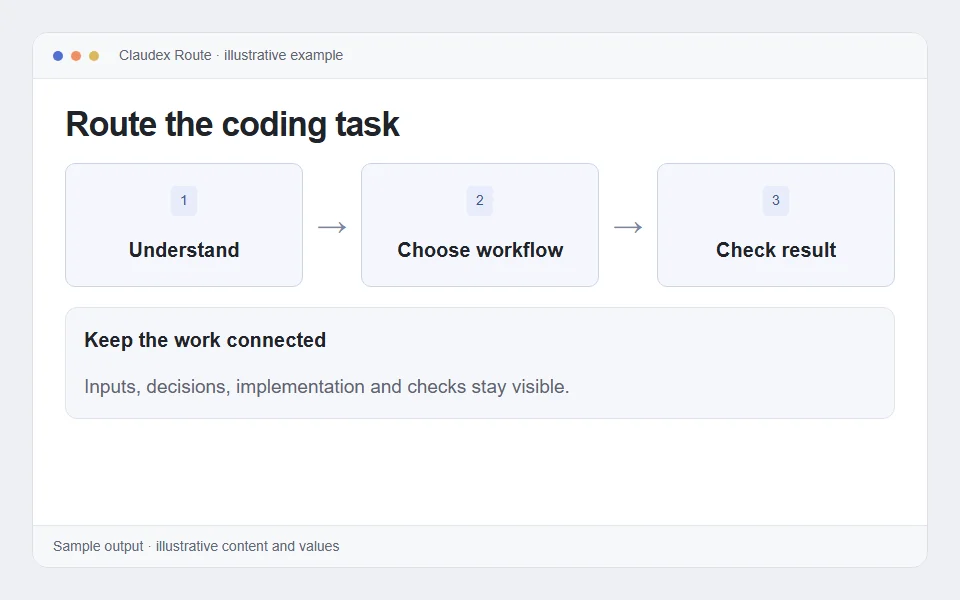 Claudex Route · illustrative example
Route the coding task
1
Understand
→
2
Choose workflow
→
3
Check result
Keep the work connected
Inputs, decisions, implementation and checks stay visible.
Sample output · illustrative content and values